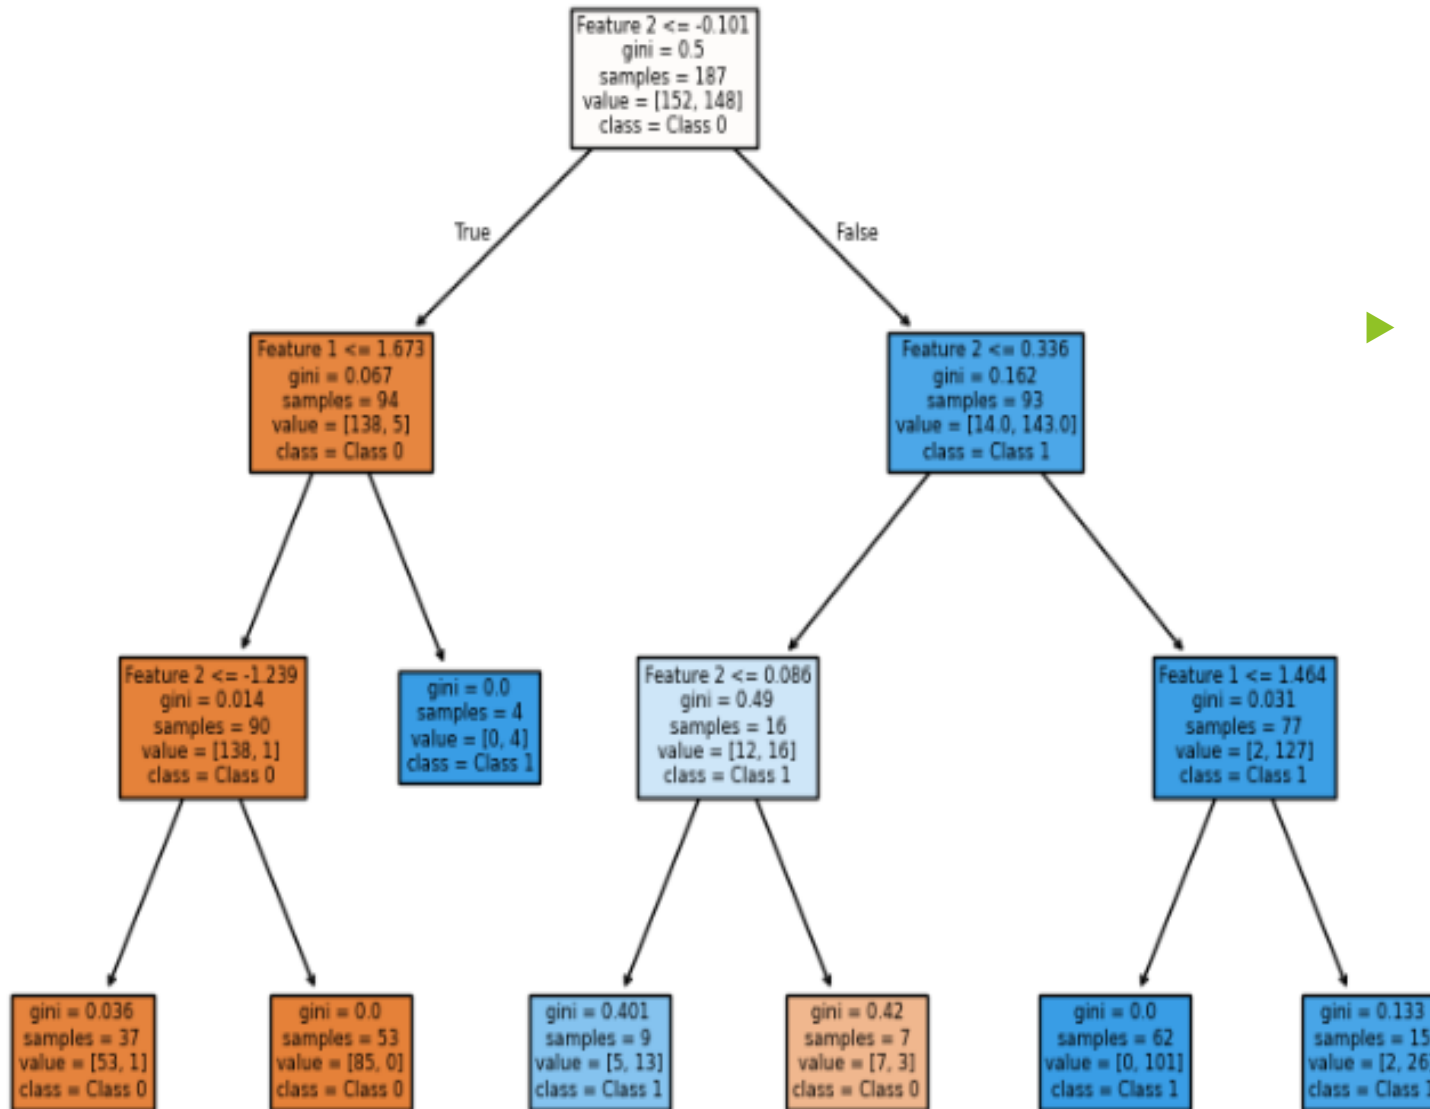 Feature 2 <= -0.101
gini = 0.5
samples = 187
value = [152, 148]
class = Class 0
True
False
Feature 1 <= 1.673
gini = 0.067
samples = 94
value = [138, 5]
class = Class 0
Feature 2 <= 0.336
gini = 0.162
samples = 93
value = [14.0, 143.0]
class = Class 1
Feature 2 <= -1.239
gini = 0.014
samples = 90
value = [138, 1]
class = Class 0
gini = 0.0
samples = 4
value = [0, 4]
class = Class 1
Feature 2 <= 0.086
gini = 0.49
samples = 16
value = [12, 16]
class = Class 1
Feature 1 <= 1.464
gini = 0.031
samples = 77
value = [2, 127]
class = Class 1
gini = 0.036
samples = 37
value = [53, 1]
class = Class 0
gini = 0.0
samples = 53
value = [85, 0]
class = Class 0
gini = 0.401
samples = 9
value = [5, 13]
class = Class 1
gini = 0.42
samples = 7
value = [7, 3]
class = Class 0
gini = 0.0
samples = 62
value = [0, 101]
class = Class 1
gini = 0.133
samples = 15
value = [2, 26
class = Class 1